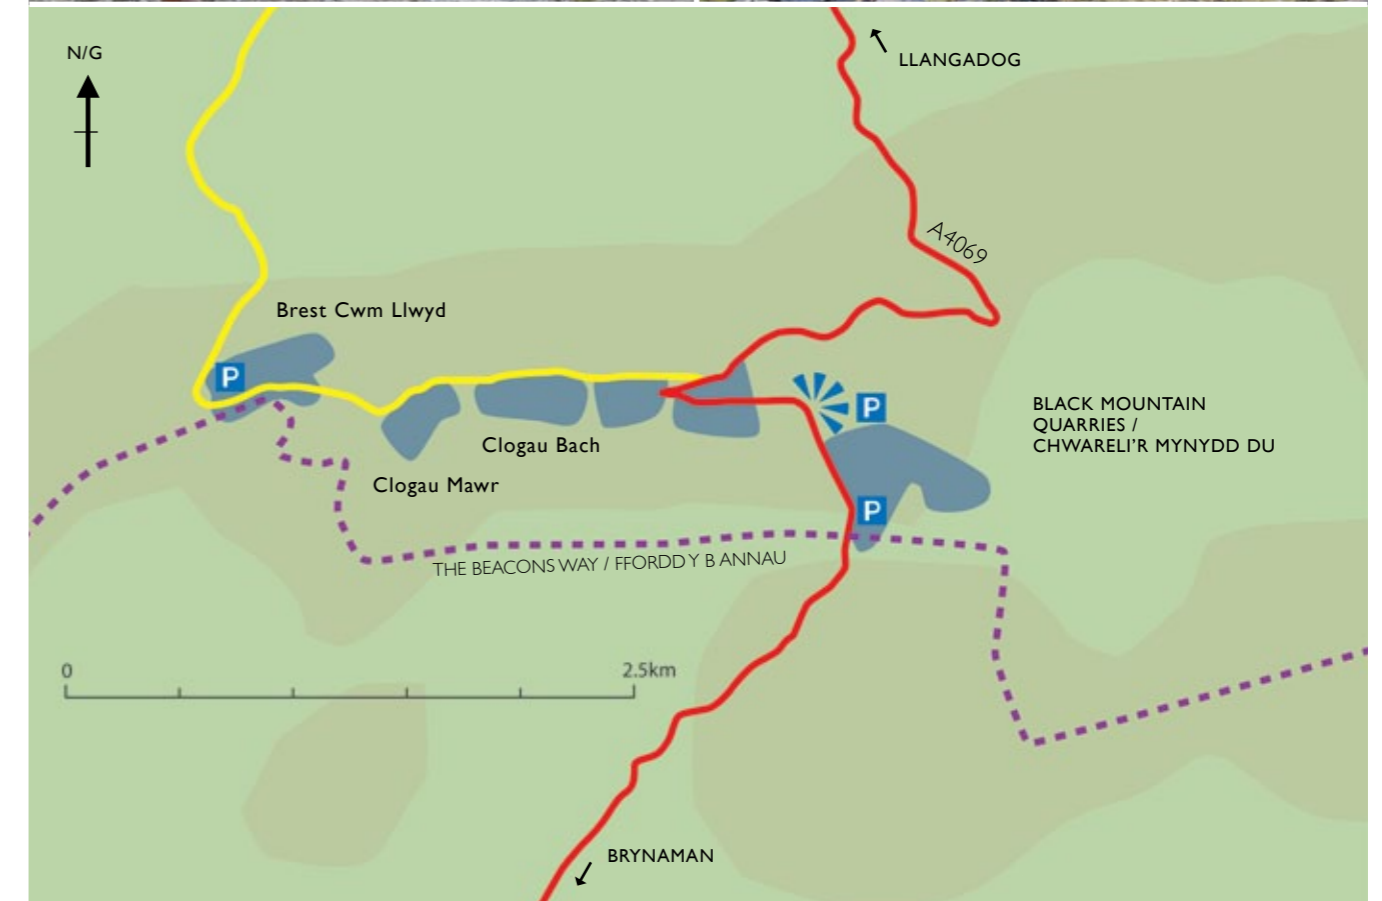 N/G
LLANGADOG
A4069
Brest Cwm Llwyd
P
P
BLACK MOUNTAIN
QUARRIES /
CHWARELI'R MYNYDD DU
Clogau Bach
Clogau Mawr
P
THE BEACONS WAY / FFORDD Y B ANNAU
0
2.5km
BRYNAMAN